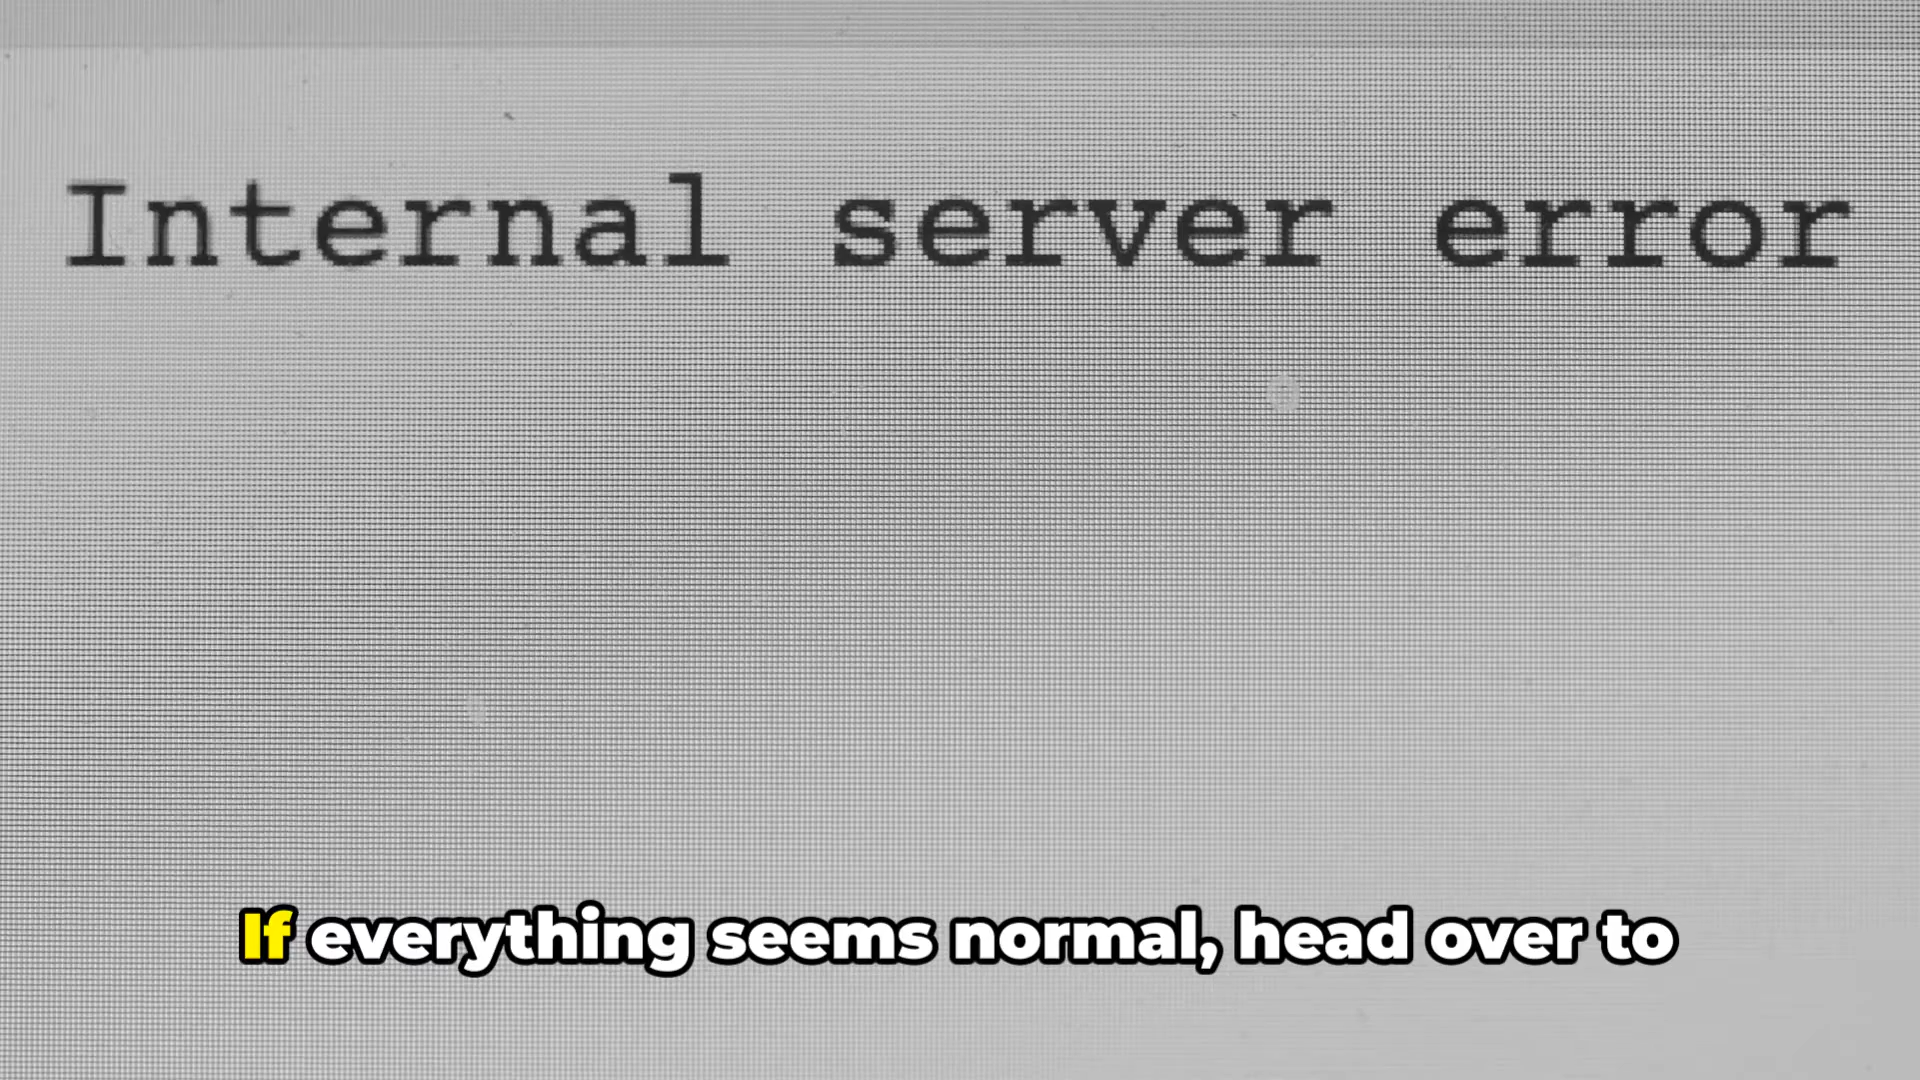 Internal server error
If everything seems normal, head over to